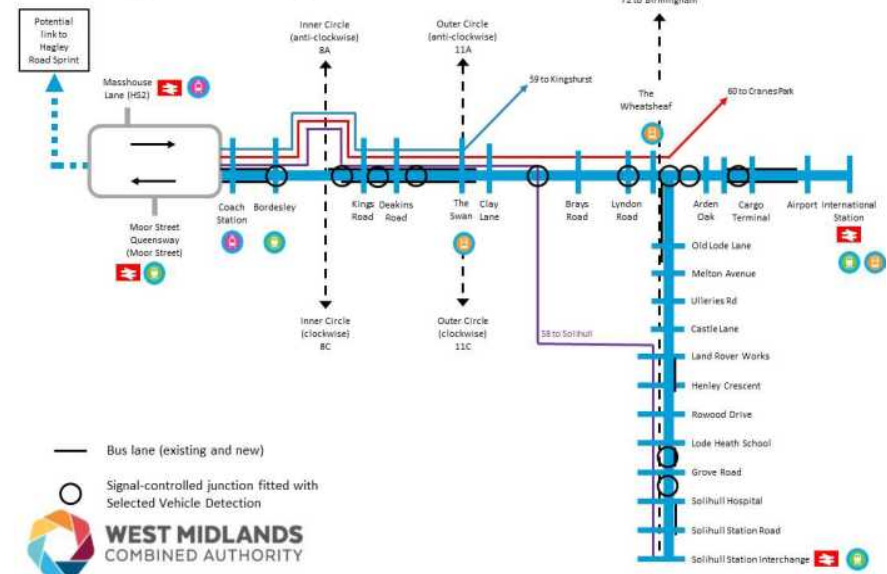 72 to Birmingham
Potential
link to
Hagley
Road Sprint
Inner Circle
(anti-clockwise)
8A
Outer Circle
(anti-clockwise)
11A
59 to Kingshurst
60 to Cranes Park
The
Wheatsheaf
Masshouse
Lane (HS2)
Coach
Station
Bordesley
Kings
Road
Deakins
Road
The
Swan
Clay
Lane
Brays
Road
Lyndon
Road
Arden
Oak
Cargo
Terminal
Airport
International
Station
Moor Street
Queensway
(Moor Street)
Old Lode Lane
Melton Avenue
Ulleries Rd
Castle Lane
Inner Circle
(clockwise)
8C
Outer Circle
(clockwise)
11C
58 to Solihull
Land Rover Works
Henley Crescent
Rowood Drive
Lode Heath School
Grove Road
Solihull Hospital
Solihull Station Road
Solihull Station Interchange
Bus lane (existing and new)
Signal-controlled junction fitted with
Selected Vehicle Detection
WEST MIDLANDS
COMBINED AUTHORITY